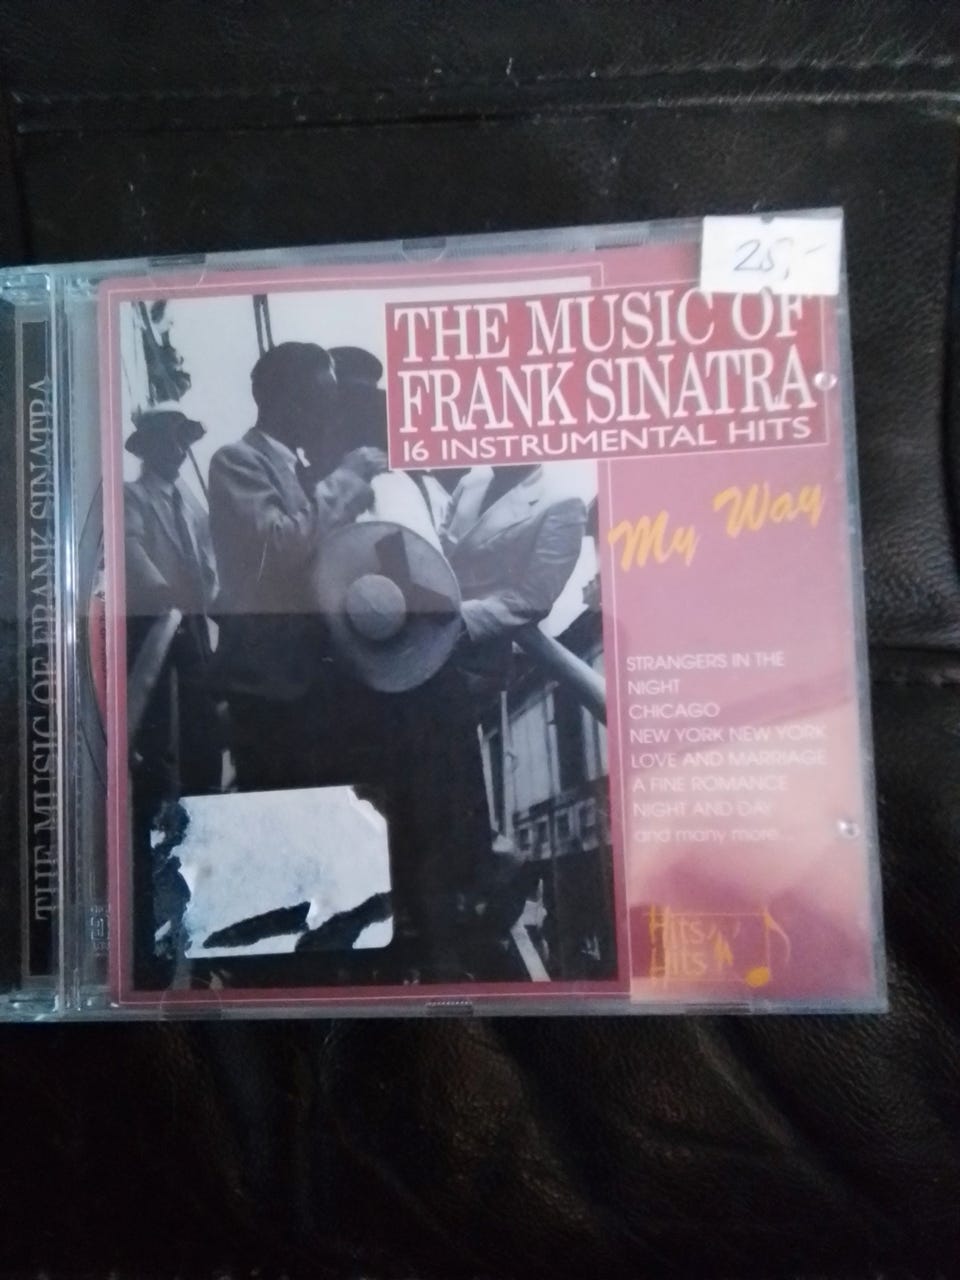 25,-
THE MUSIC OF
FRANK SINATRA
16 INSTRUMENTAL HITS
My Way
STRANGERS IN THE
NIGHT
CHICAGO
NEW YORK NEW YORK
LOVE AND MARRIAGE
A FINE ROMANCE
NIGHT AND DAY
and many more...
Hits
Hits
THE MUSIC OF FRANK SINATRA